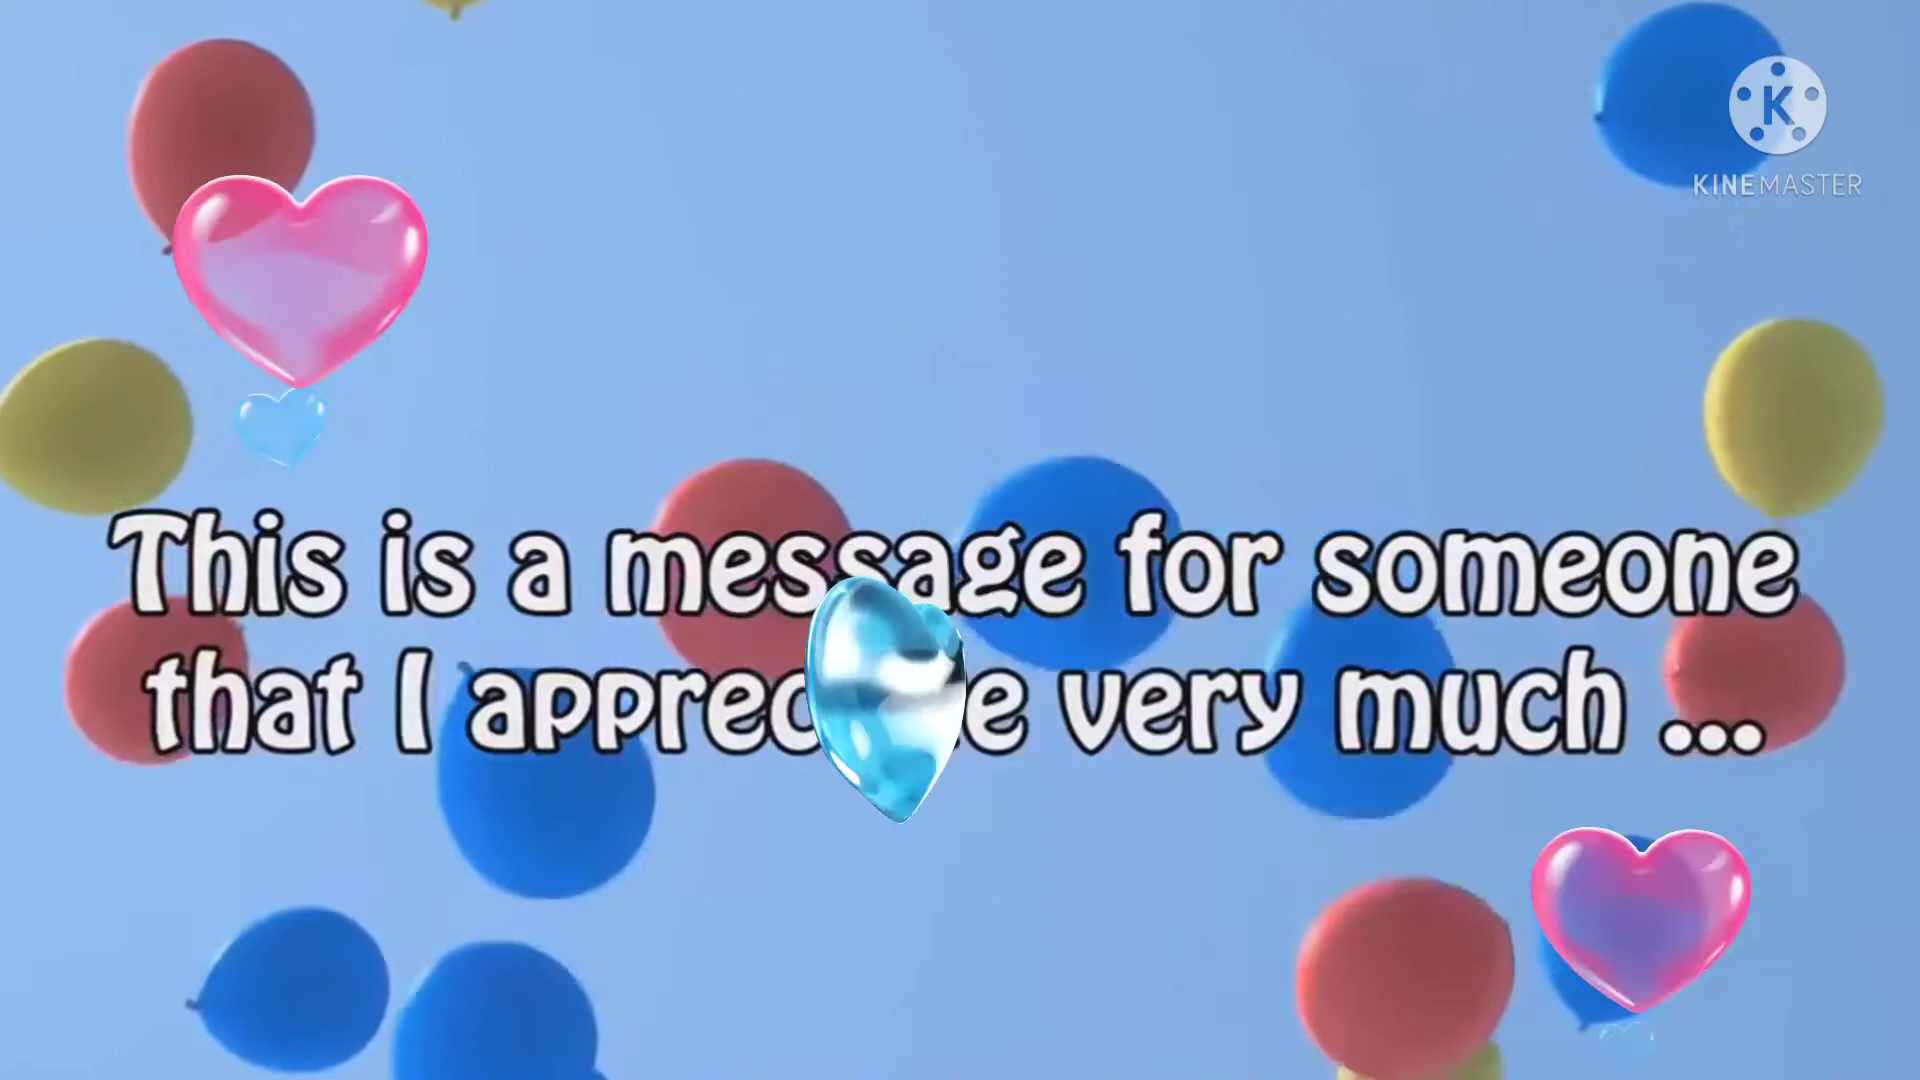 K
KINEMASTER
This is a message for someone
that I very much ...